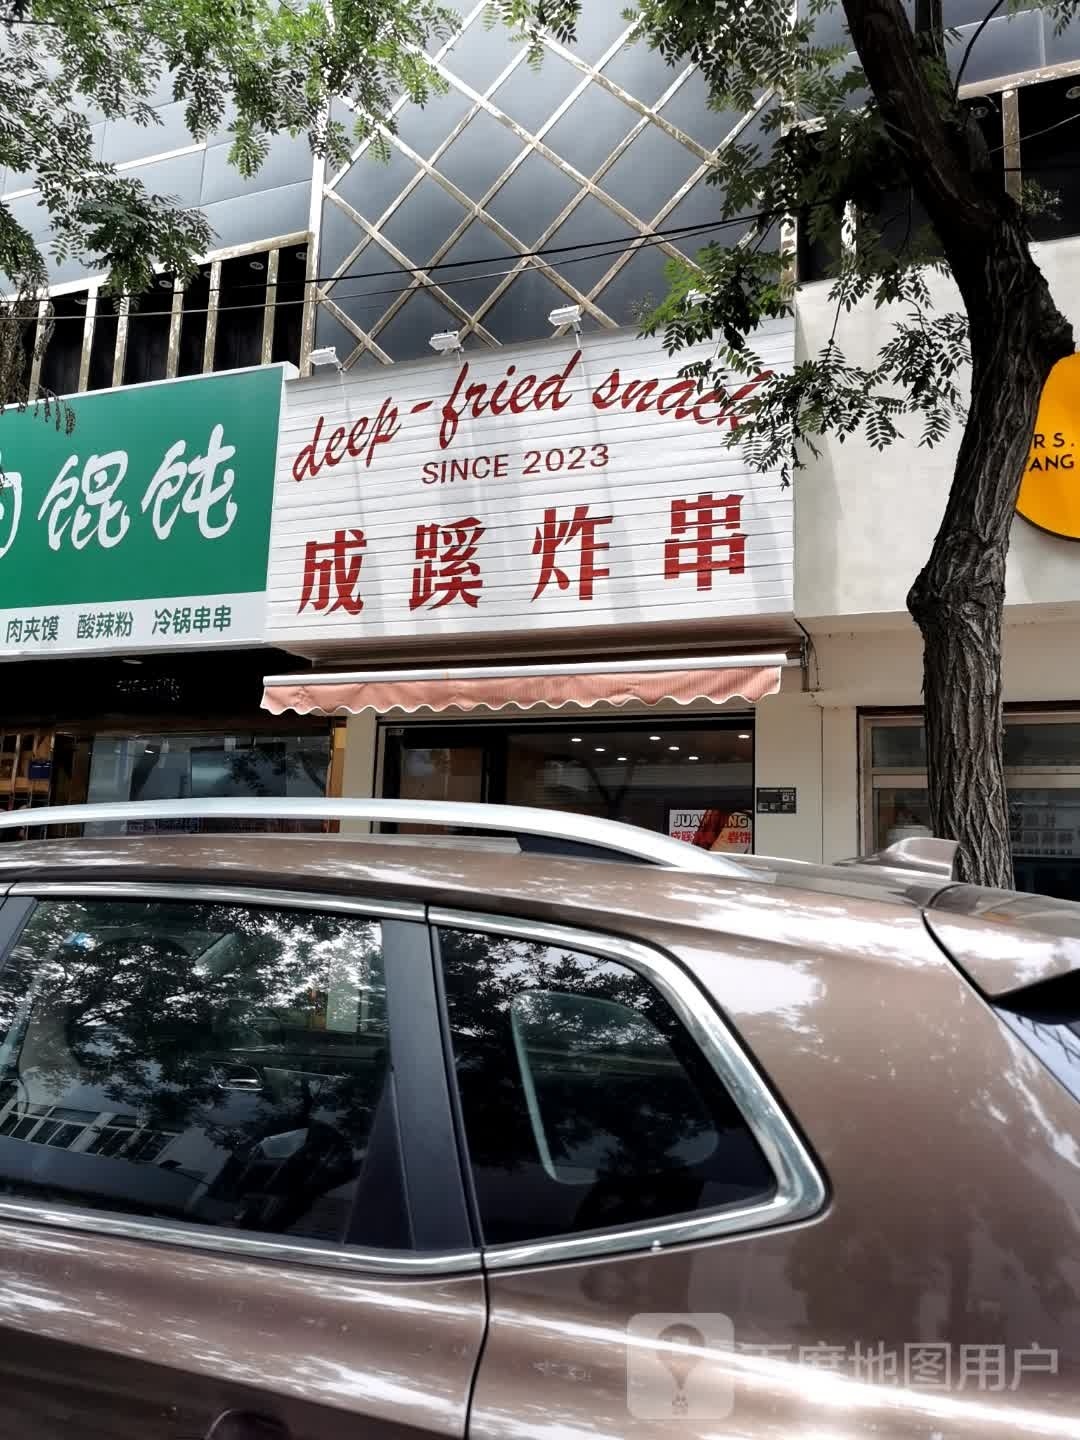 deep-fried snack
SINCE 2023
成蹊炸串
馄饨
肉夹馍 酸辣粉 冷锅串串
RS.
百度地图用户